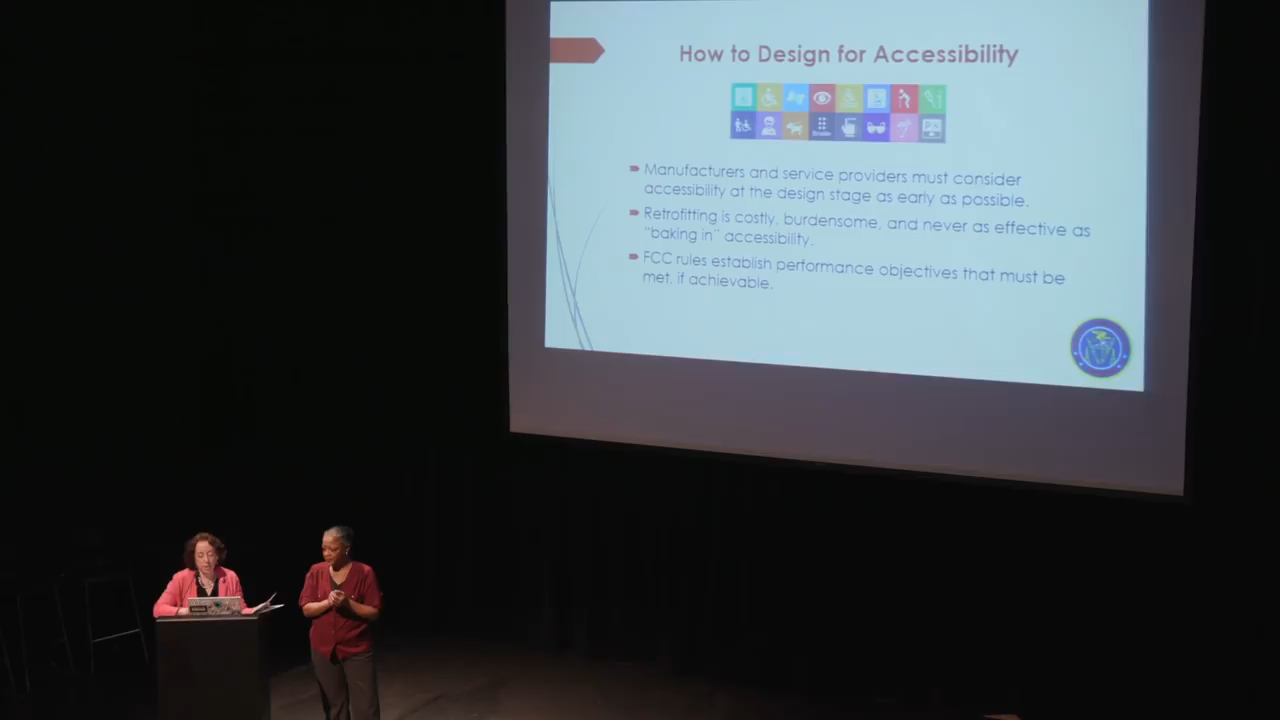 How to Design for Accessibility
Braille
Manufacturers and service providers must consider
accessibility at the design stage as early as possible.
Retrofitting is costly, burdensome, and never as effective as
"baking in" accessibility.
FCC rules establish performance objectives that must be
met, if achievable.